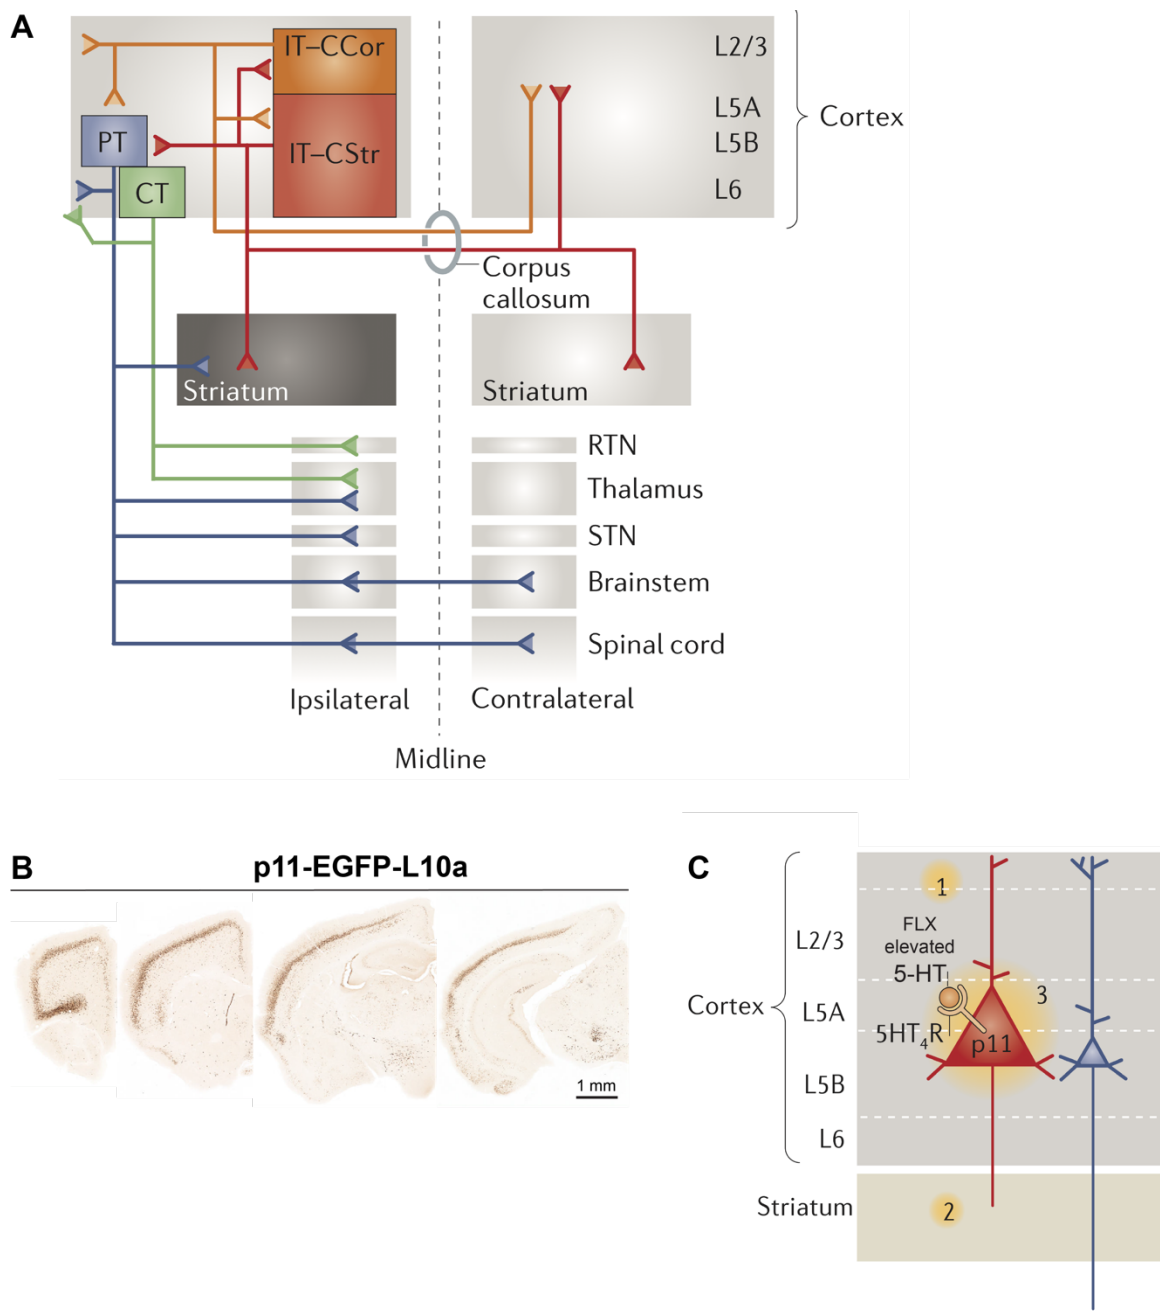 A
IT–CCor
L2/3
L5A
Cortex
PT
L5B
IT–CStr
CT
L6
Corpus
callosum
Striatum
Striatum
RTN
Thalamus
STN
Brainstem
Spinal cord
Ipsilateral
Contralateral
Midline
B
p11-EGFP-L10a
1 mm
C
1
FLX
elevated
L2/3
5-HT
3
Cortex
L5A
5HT4R
p11
L5B
L6
Striatum
2